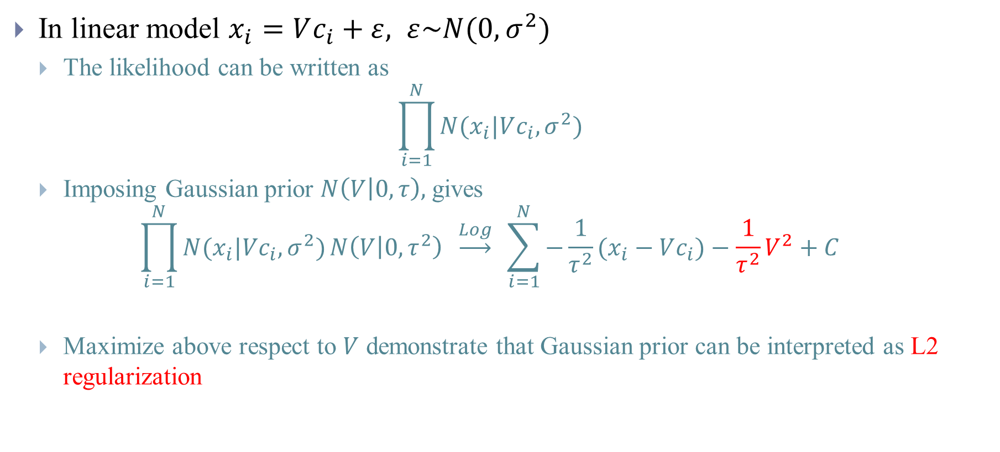 In linear model $x_i = Vc_i + \varepsilon,\ \varepsilon \sim N(0, \sigma^2)$
The likelihood can be written as
$\prod_{i=1}^{N} N(x_i|Vc_i, \sigma^2)$
Imposing Gaussian prior $N(V|0, \tau)$, gives
$\prod_{i=1}^{N} N(x_i|Vc_i, \sigma^2) N(V|0, \tau^2) \xrightarrow{Log} \sum_{i=1}^{N} -\frac{1}{\tau^2}(x_i - Vc_i) - \frac{1}{\tau^2}V^2 + C$
Maximize above respect to $V$ demonstrate that Gaussian prior can be interpreted as L2
regularization